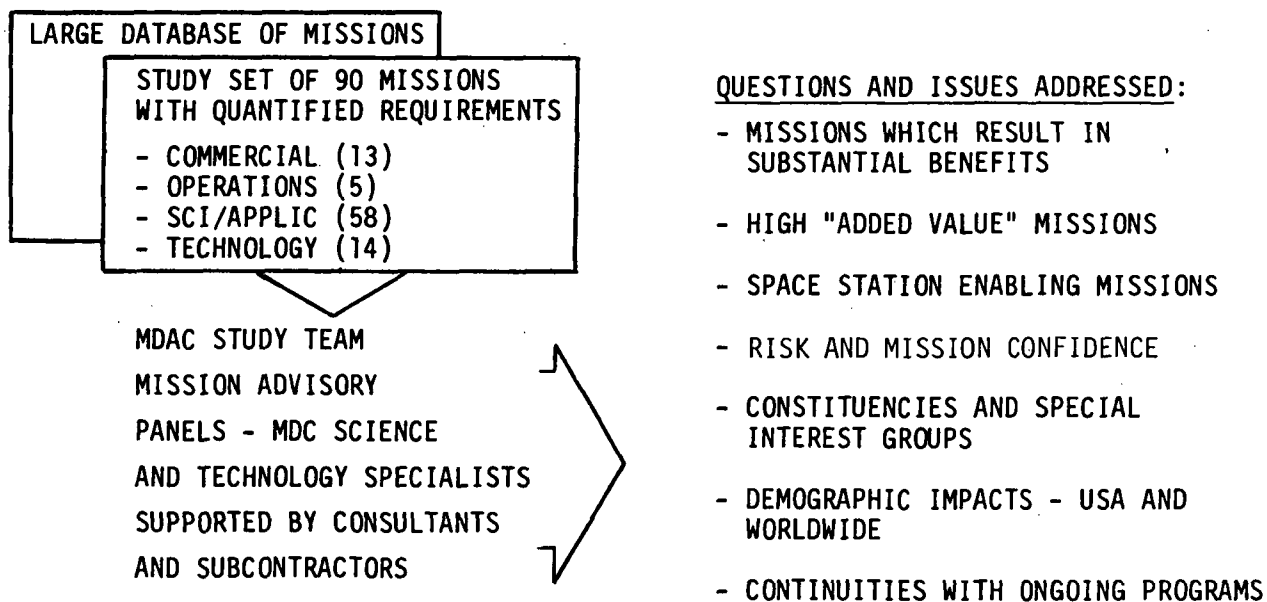 LARGE DATABASE OF MISSIONS
STUDY SET OF 90 MISSIONS
WITH QUANTIFIED REQUIREMENTS
- COMMERCIAL (13)
- OPERATIONS (5)
- SCI/APPLIC (58)
- TECHNOLOGY (14)
MDAC STUDY TEAM
MISSION ADVISORY
PANELS - MDC SCIENCE
AND TECHNOLOGY SPECIALISTS
SUPPORTED BY CONSULTANTS
AND SUBCONTRACTORS
QUESTIONS AND ISSUES ADDRESSED:
- MISSIONS WHICH RESULT IN
SUBSTANTIAL BENEFITS
- HIGH "ADDED VALUE" MISSIONS
- SPACE STATION ENABLING MISSIONS
- RISK AND MISSION CONFIDENCE
- CONSTITUENCIES AND SPECIAL
INTEREST GROUPS
- DEMOGRAPHIC IMPACTS - USA AND
WORLDWIDE
- CONTINUITIES WITH ONGOING PROGRAMS